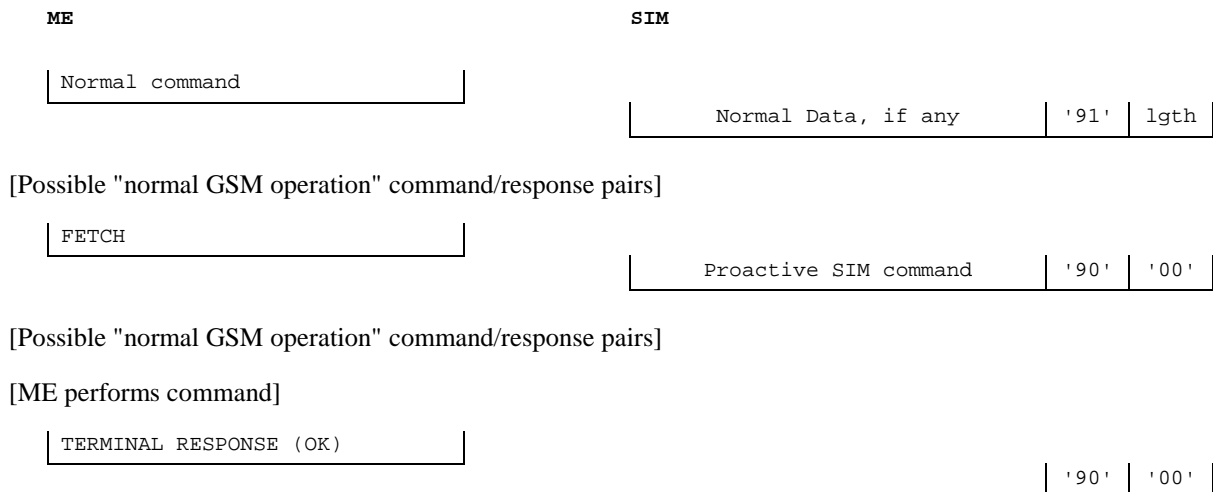 ME SIM
Normal command
Normal Data, if any '91' lgth
[Possible "normal GSM operation" command/response pairs]
FETCH
Proactive SIM command '90' '00'
[Possible "normal GSM operation" command/response pairs]
[ME performs command]
TERMINAL RESPONSE (OK)
'90' '00'